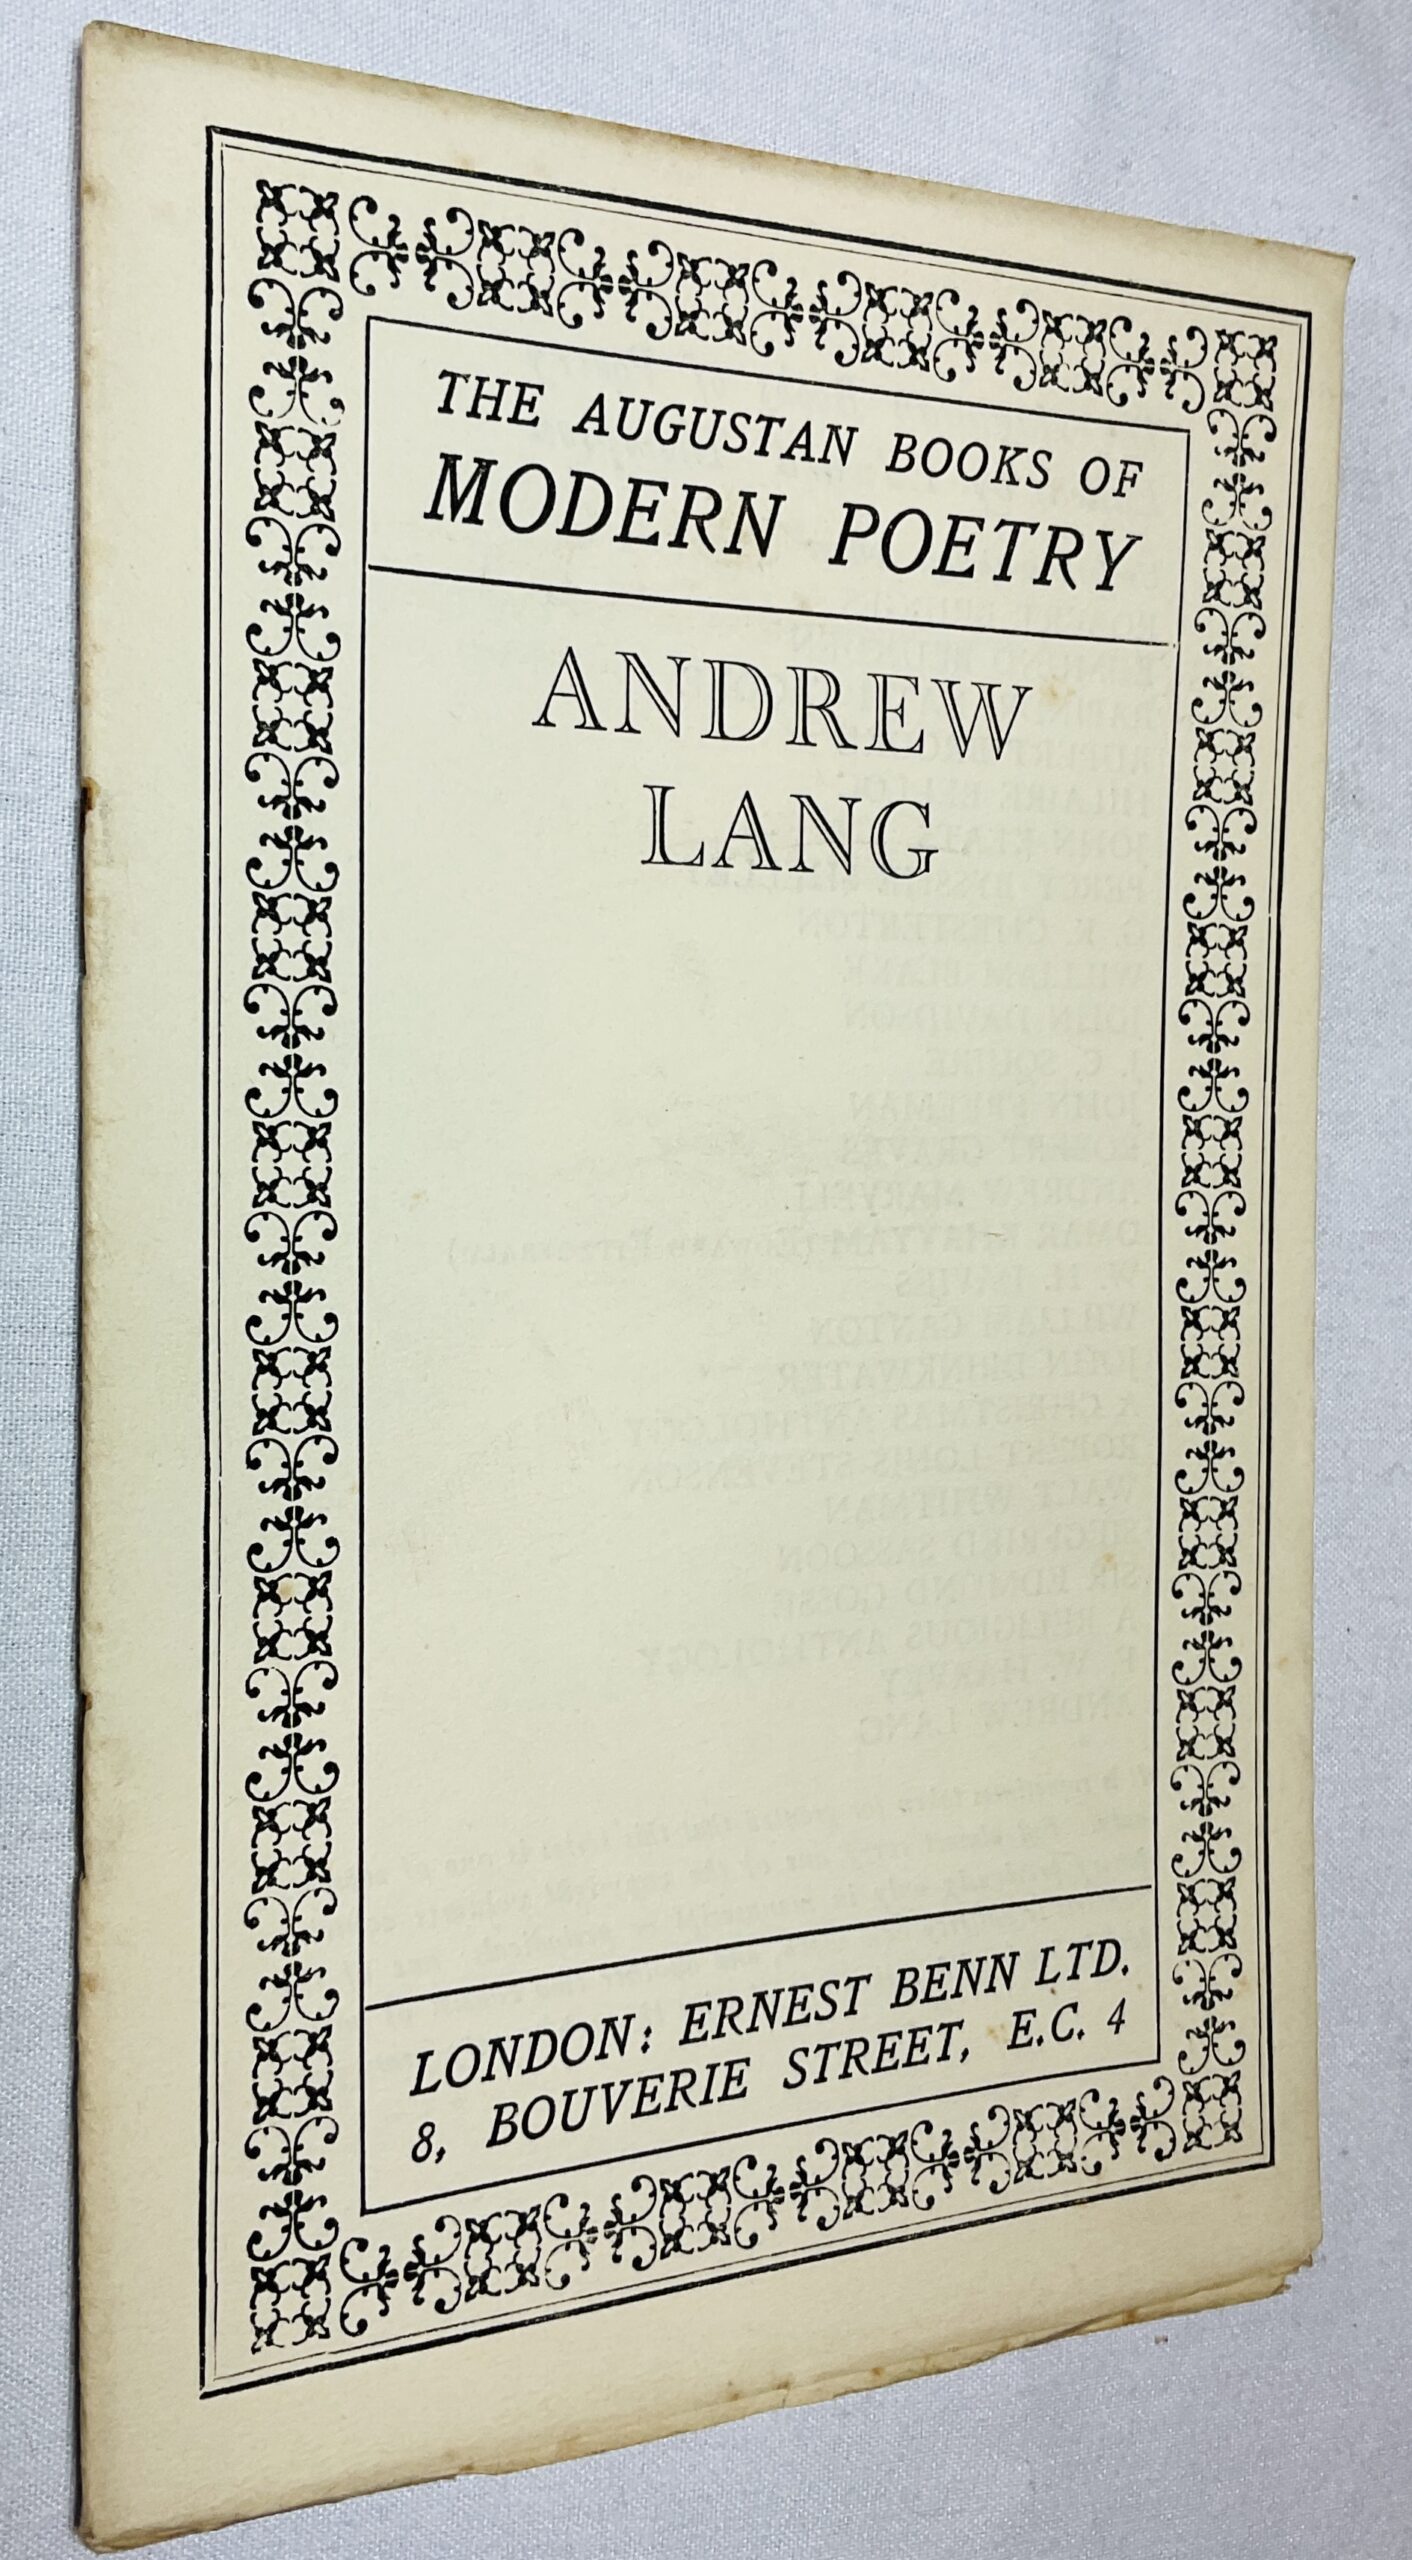 THE AUGUSTAN BOOKS OF
MODERN POETRY
ANDREW
LANG
LONDON: ERNEST BENN LTD.
8, BOUVERIE STREET, E.C. 4